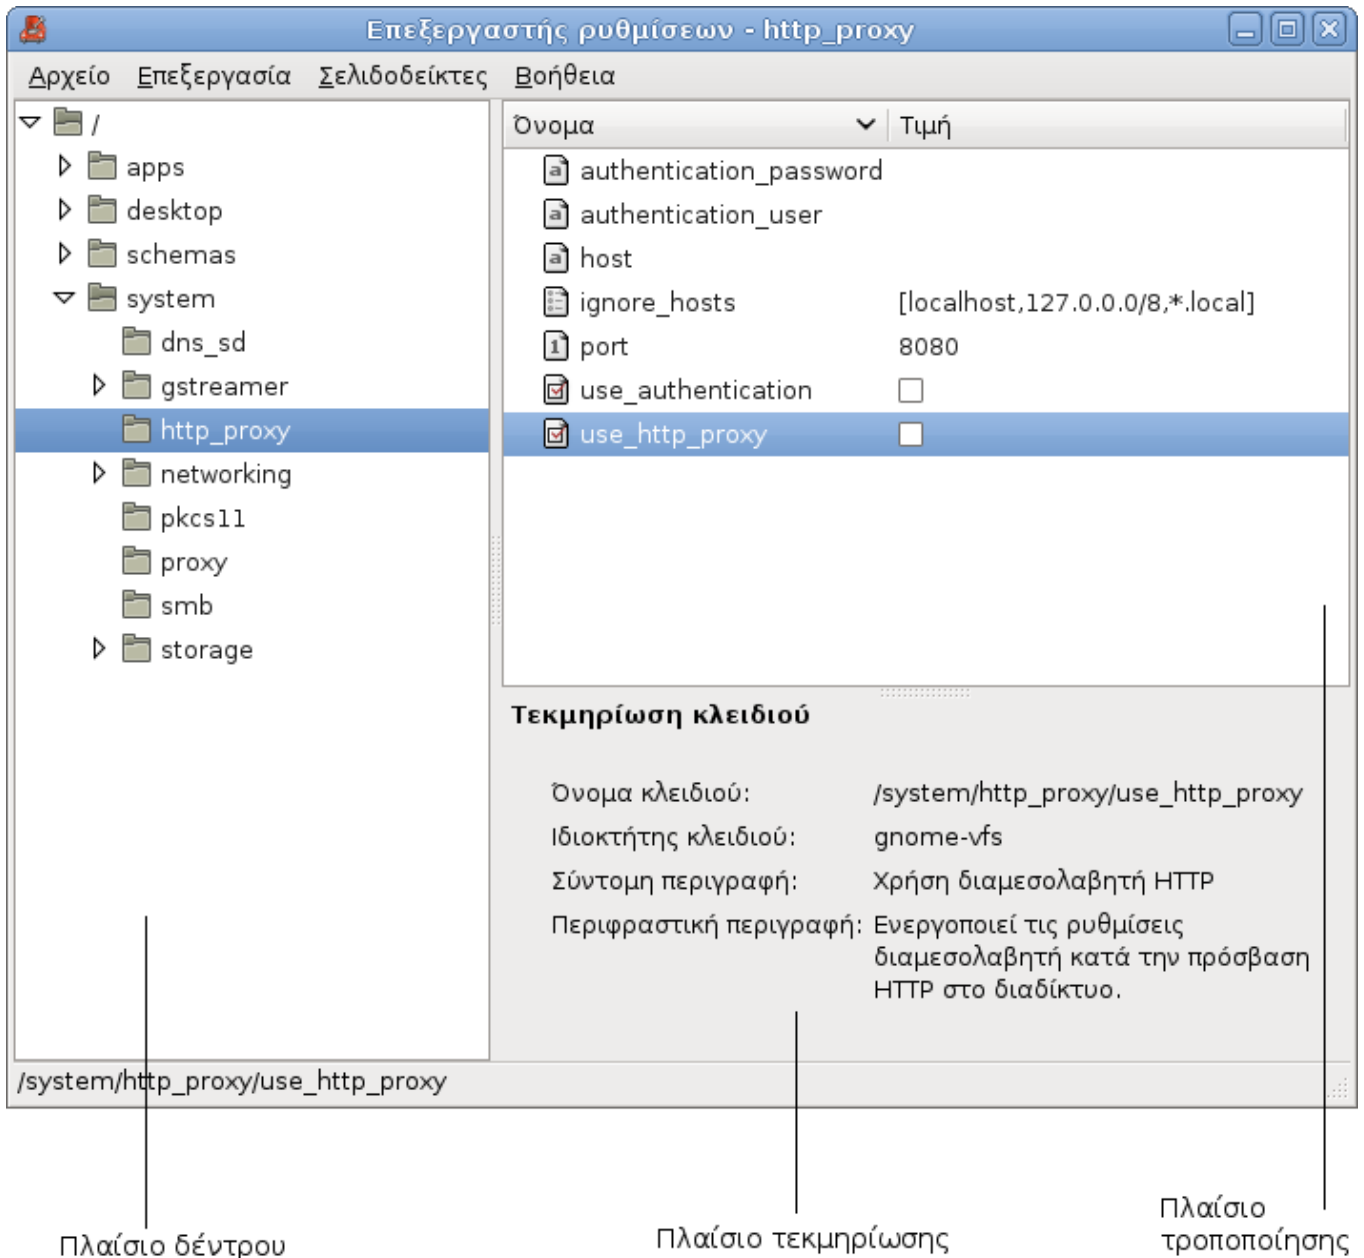 Επεξεργαστής ρυθμίσεων - http_proxy
Αρχείο Επεξεργασία Σελιδοδείκτες Βοήθεια
/
apps
desktop
schemas
system
dns_sd
gstreamer
http_proxy
networking
pkcs11
proxy
smb
storage
Όνομα Τιμή
authentication_password
authentication_user
host
ignore_hosts [localhost,127.0.0.0/8,*.local]
port 8080
use_authentication
use_http_proxy
Τεκμηρίωση κλειδιού
Όνομα κλειδιού: /system/http_proxy/use_http_proxy
Ιδιοκτήτης κλειδιού: gnome-vfs
Σύντομη περιγραφή: Χρήση διαμεσολαβητή HTTP
Περιφραστική περιγραφή: Ενεργοποιεί τις ρυθμίσεις
διαμεσολαβητή κατά την πρόσβαση
HTTP στο διαδίκτυο.
/system/http_proxy/use_http_proxy
Πλαίσιο δέντρου
Πλαίσιο τεκμηρίωσης
Πλαίσιο
τροποποίησης